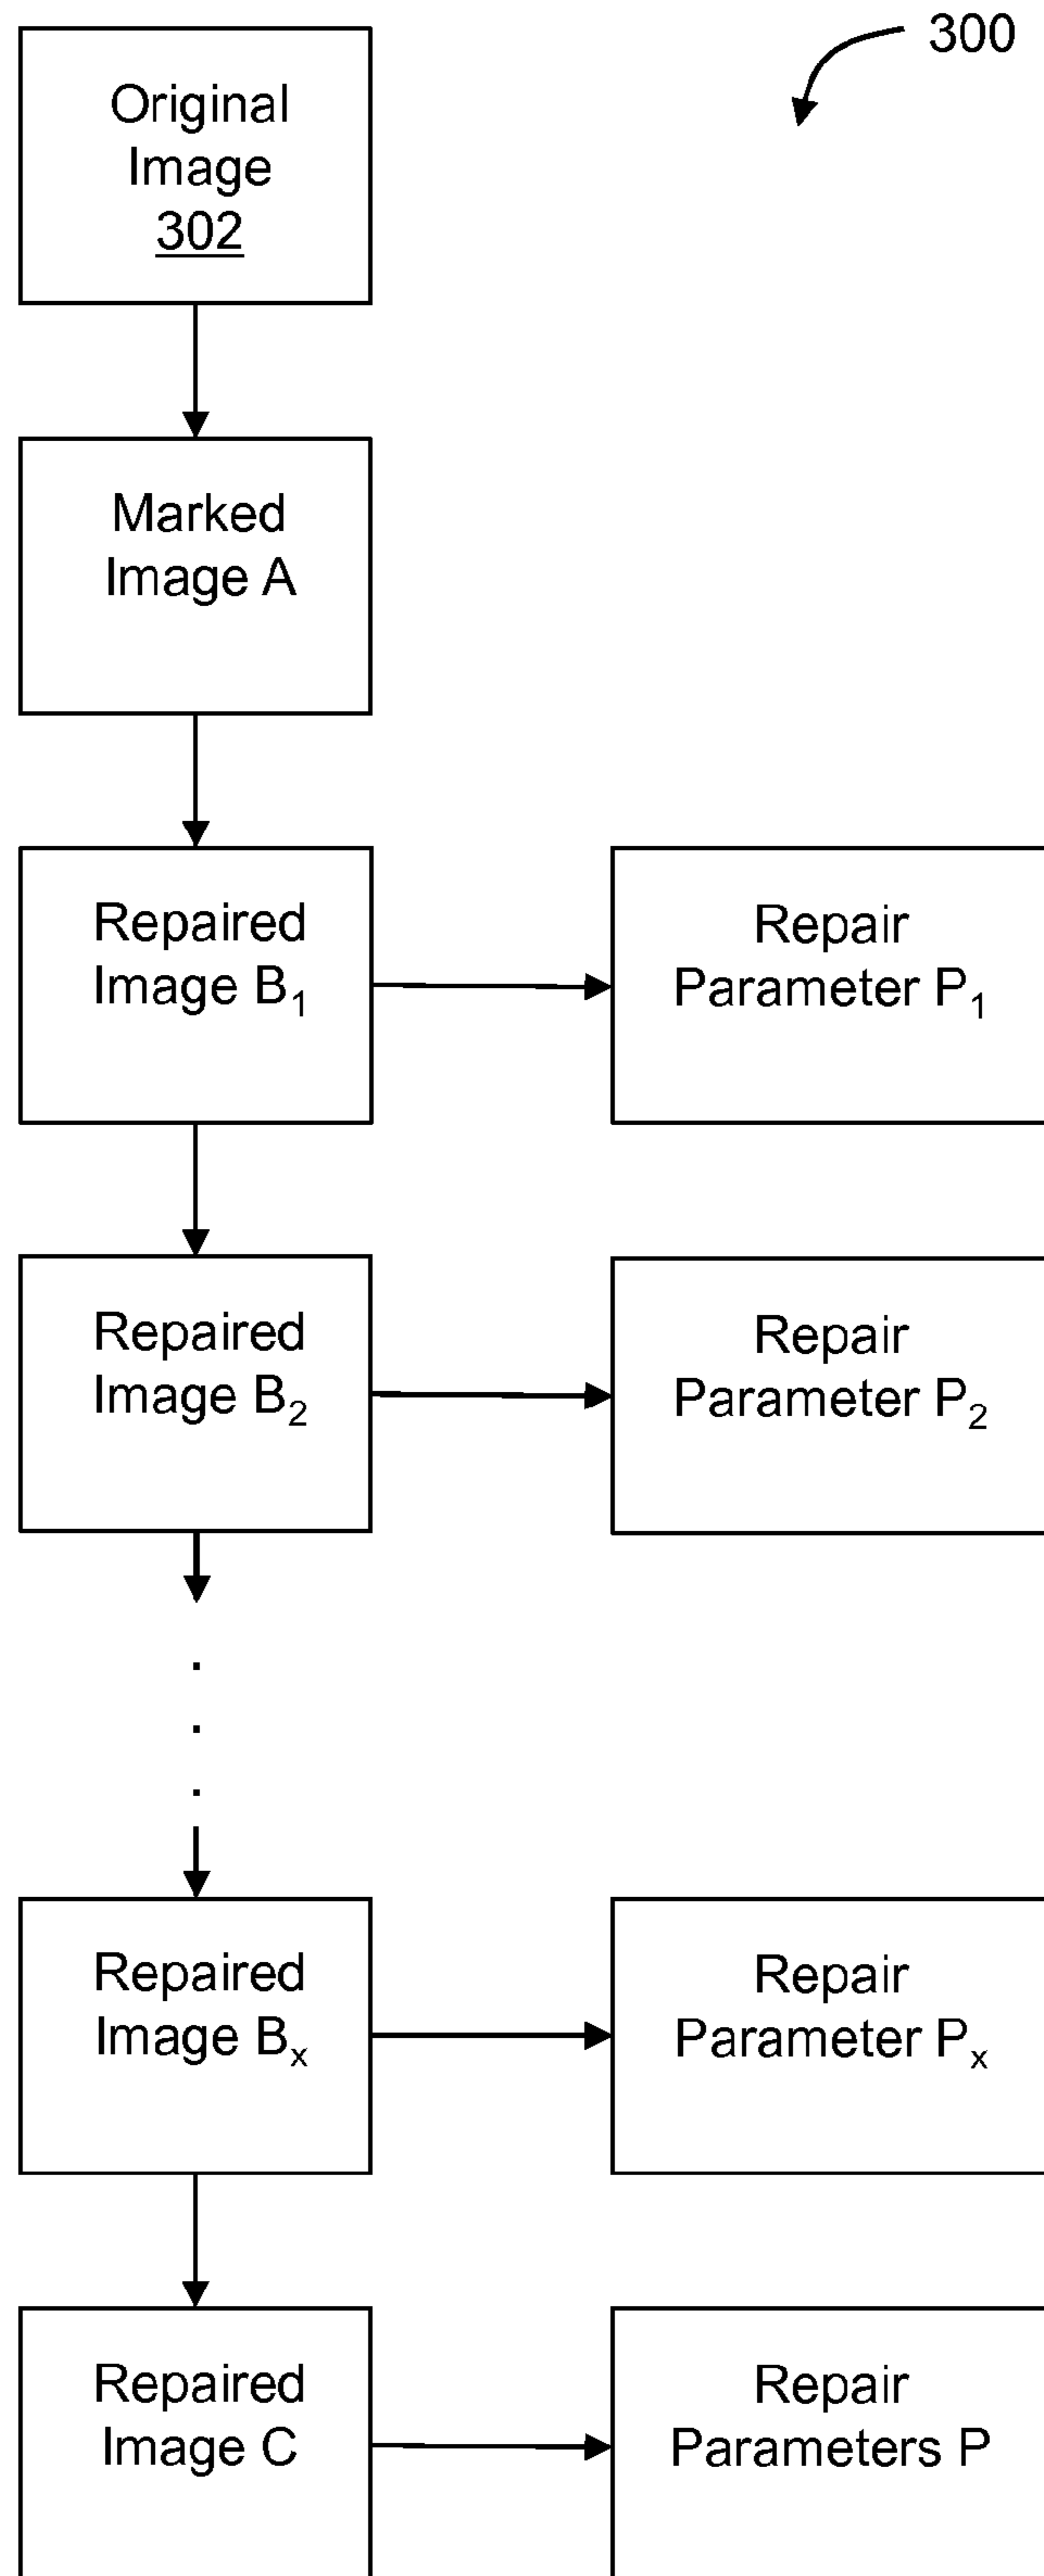 300
Original
Image
302
Marked
Image A
Repaired
Image B₁
Repair
Parameter P₁
Repaired
Image B₂
Repair
Parameter P₂
.
.
.
Repaired
Image Bₓ
Repair
Parameter Pₓ
Repaired
Image C
Repair
Parameters P